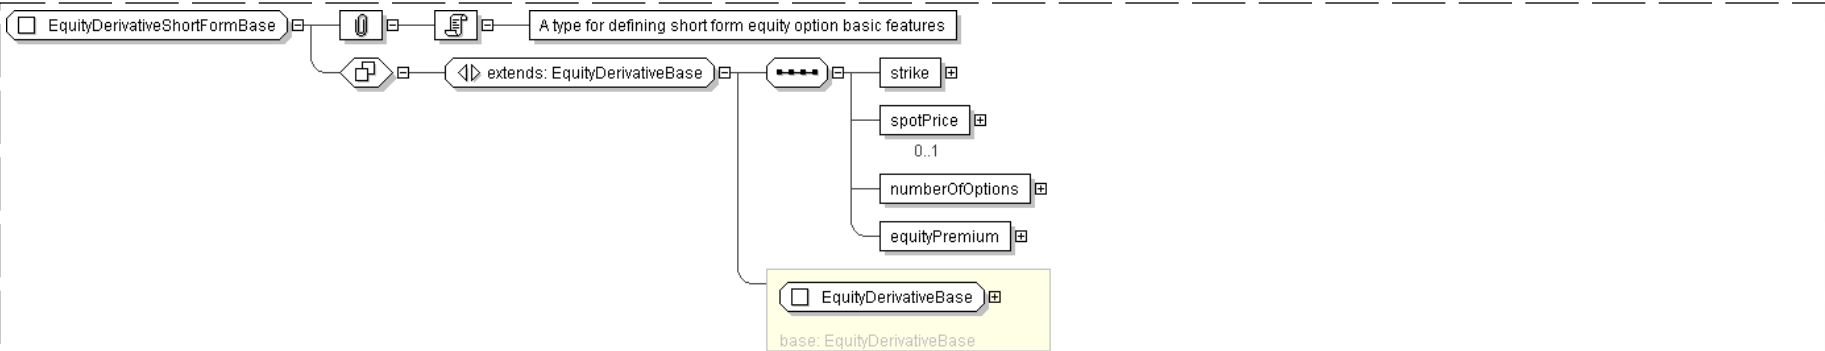 EquityDerivativeShortFormBase
A type for defining short form equity option basic features
extends: EquityDerivativeBase
strike
spotPrice
0..1
numberOfOptions
equityPremium
EquityDerivativeBase
base: EquityDerivativeBase